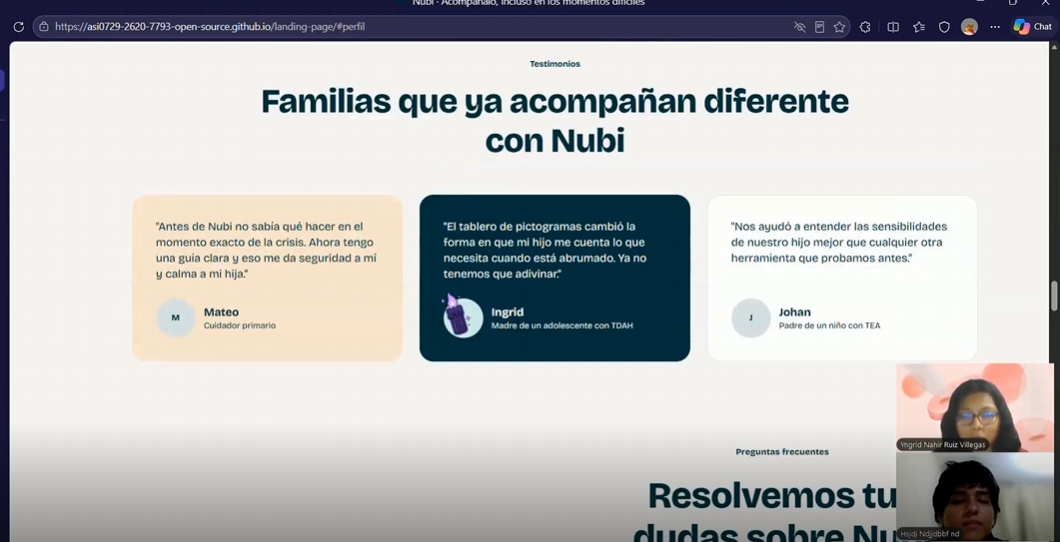 Nubi - Acompáñalo, incluso en los momentos difíciles
https://asi0729-2620-7793-open-source.github.io/landing-page/#perfil
Chat
Testimonios
Familias que ya acompañan diferente
con Nubi
"Antes de Nubi no sabía qué hacer en el
momento exacto de la crisis. Ahora tengo
una guía clara y eso me da seguridad a mí
y calma a mi hija."
M
Mateo
Cuidador primario
"El tablero de pictogramas cambió la
forma en que mi hijo me cuenta lo que
necesita cuando está abrumado. Ya no
tenemos que adivinar."
Ingrid
Madre de un adolescente con TDAH
"Nos ayudó a entender las sensibilidades
de nuestro hijo mejor que cualquier otra
herramienta que probamos antes."
J
Johan
Padre de un niño con TEA
Preguntas frecuentes
Resolvemos tu
dudas sobre Nu
Yngrid Nahir Ruiz Villegas
Hsjdj Ndjjdbbf nd